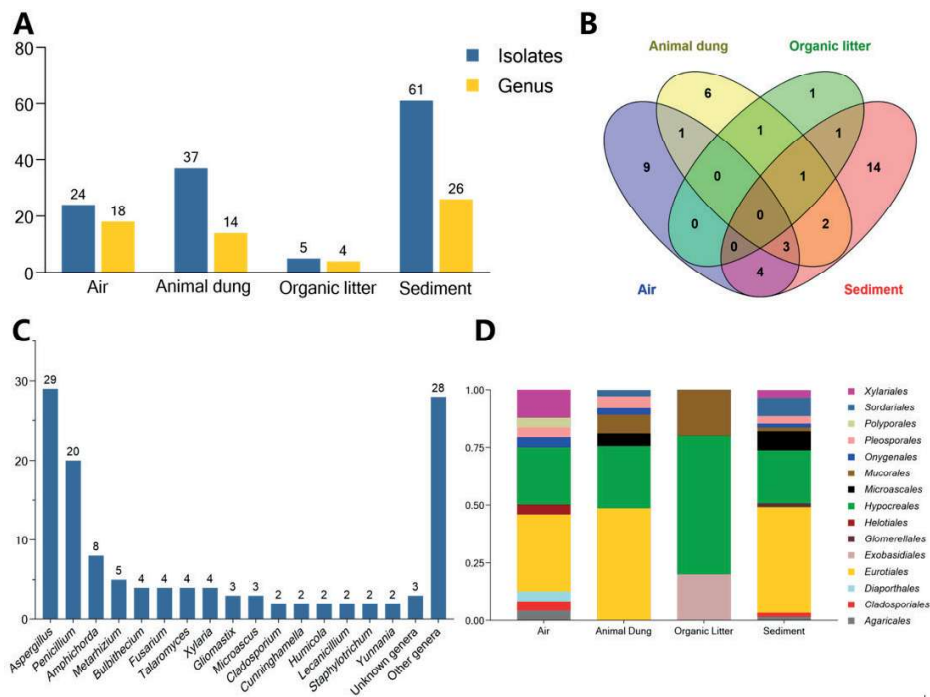 A
80
60
40
20
0
Isolates
Genus
24
18
37
14
5
4
61
26
Air
Animal dung
Organic litter
Sediment
B
Animal dung
Organic litter
6
1
1
1
1
9
14
0
1
0
0
2
0
3
4
Air
Sediment
C
30
20
10
0
29
20
8
5
4
4
4
4
3
3
2
2
2
2
2
2
3
28
Aspergillus
Penicillium
Amphichorda
Metarhizium
Bulbithecium
Fusarium
Talaromyces
Xylaria
Gliomastix
Microascus
Cladosporium
Cunninghamella
Humicola
Lecanicillium
Staphylotrichum
Yunnania
Unknown genera
Other genera
D
1.00
0.75
0.50
0.25
0.00
Air
Animal Dung
Organic Litter
Sediment
Xylariales
Sordariales
Polyporales
Pleosporales
Onygenales
Mucorales
Microascales
Hypocreales
Helotiales
Glomerellales
Exobasidiales
Eurotiales
Diaporthales
Cladosporiales
Agaricales